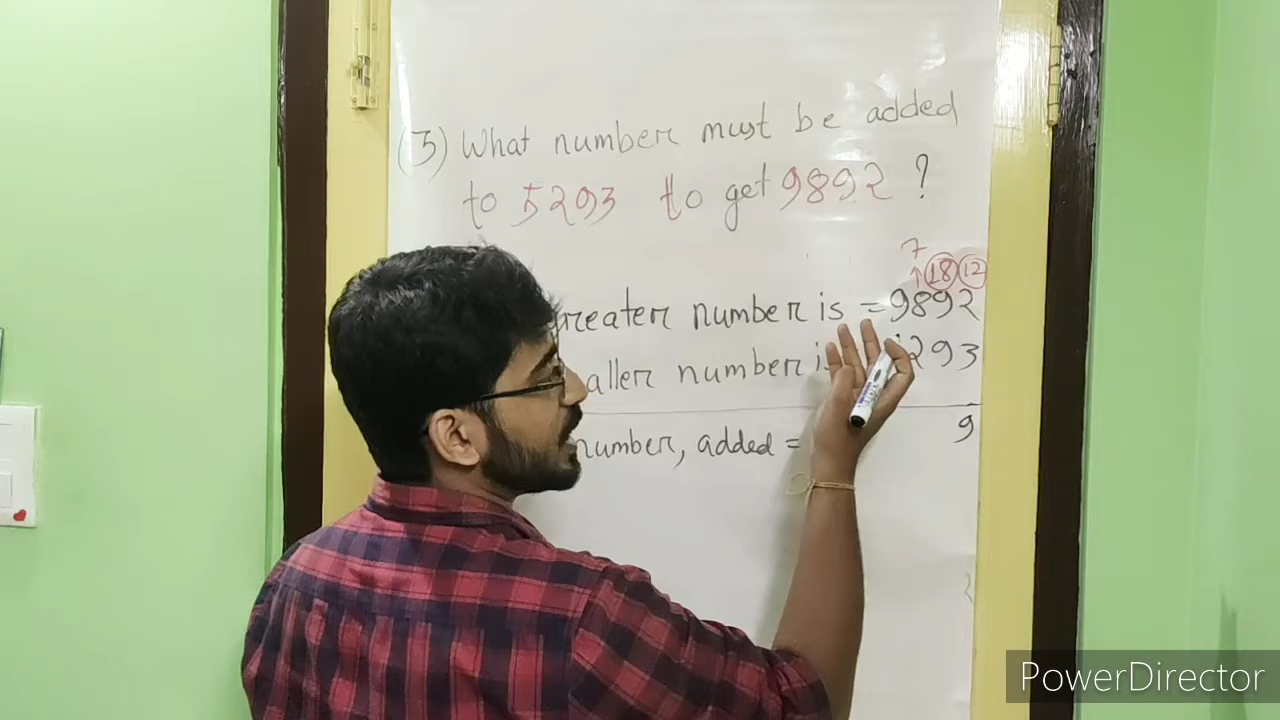 (5) What number must be added
to 5293 to get 9892 ?
7
↑ 18 12
reater number is = 9892
aller number is 293
9
number, added =
PowerDirector